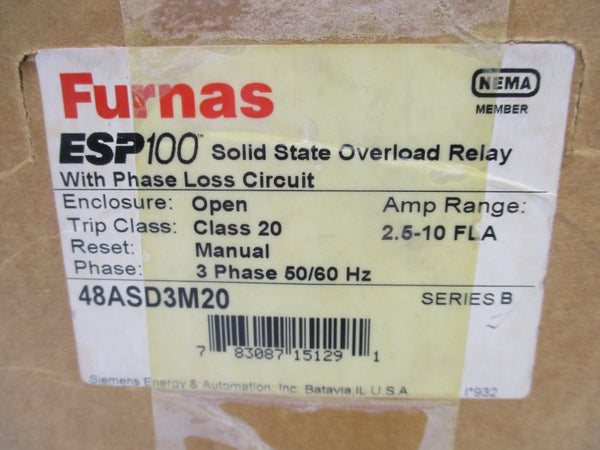 Furnas
NEMA
MEMBER
ESP100™ Solid State Overload Relay
With Phase Loss Circuit
Enclosure: Open
Amp Range:
Trip Class: Class 20
2.5-10 FLA
Reset: Manual
Phase: 3 Phase 50/60 Hz
48ASD3M20
SERIES B
7 83087 15129 1
Siemens Energy & Automation, Inc. Batavia, IL U.S.A
I*932